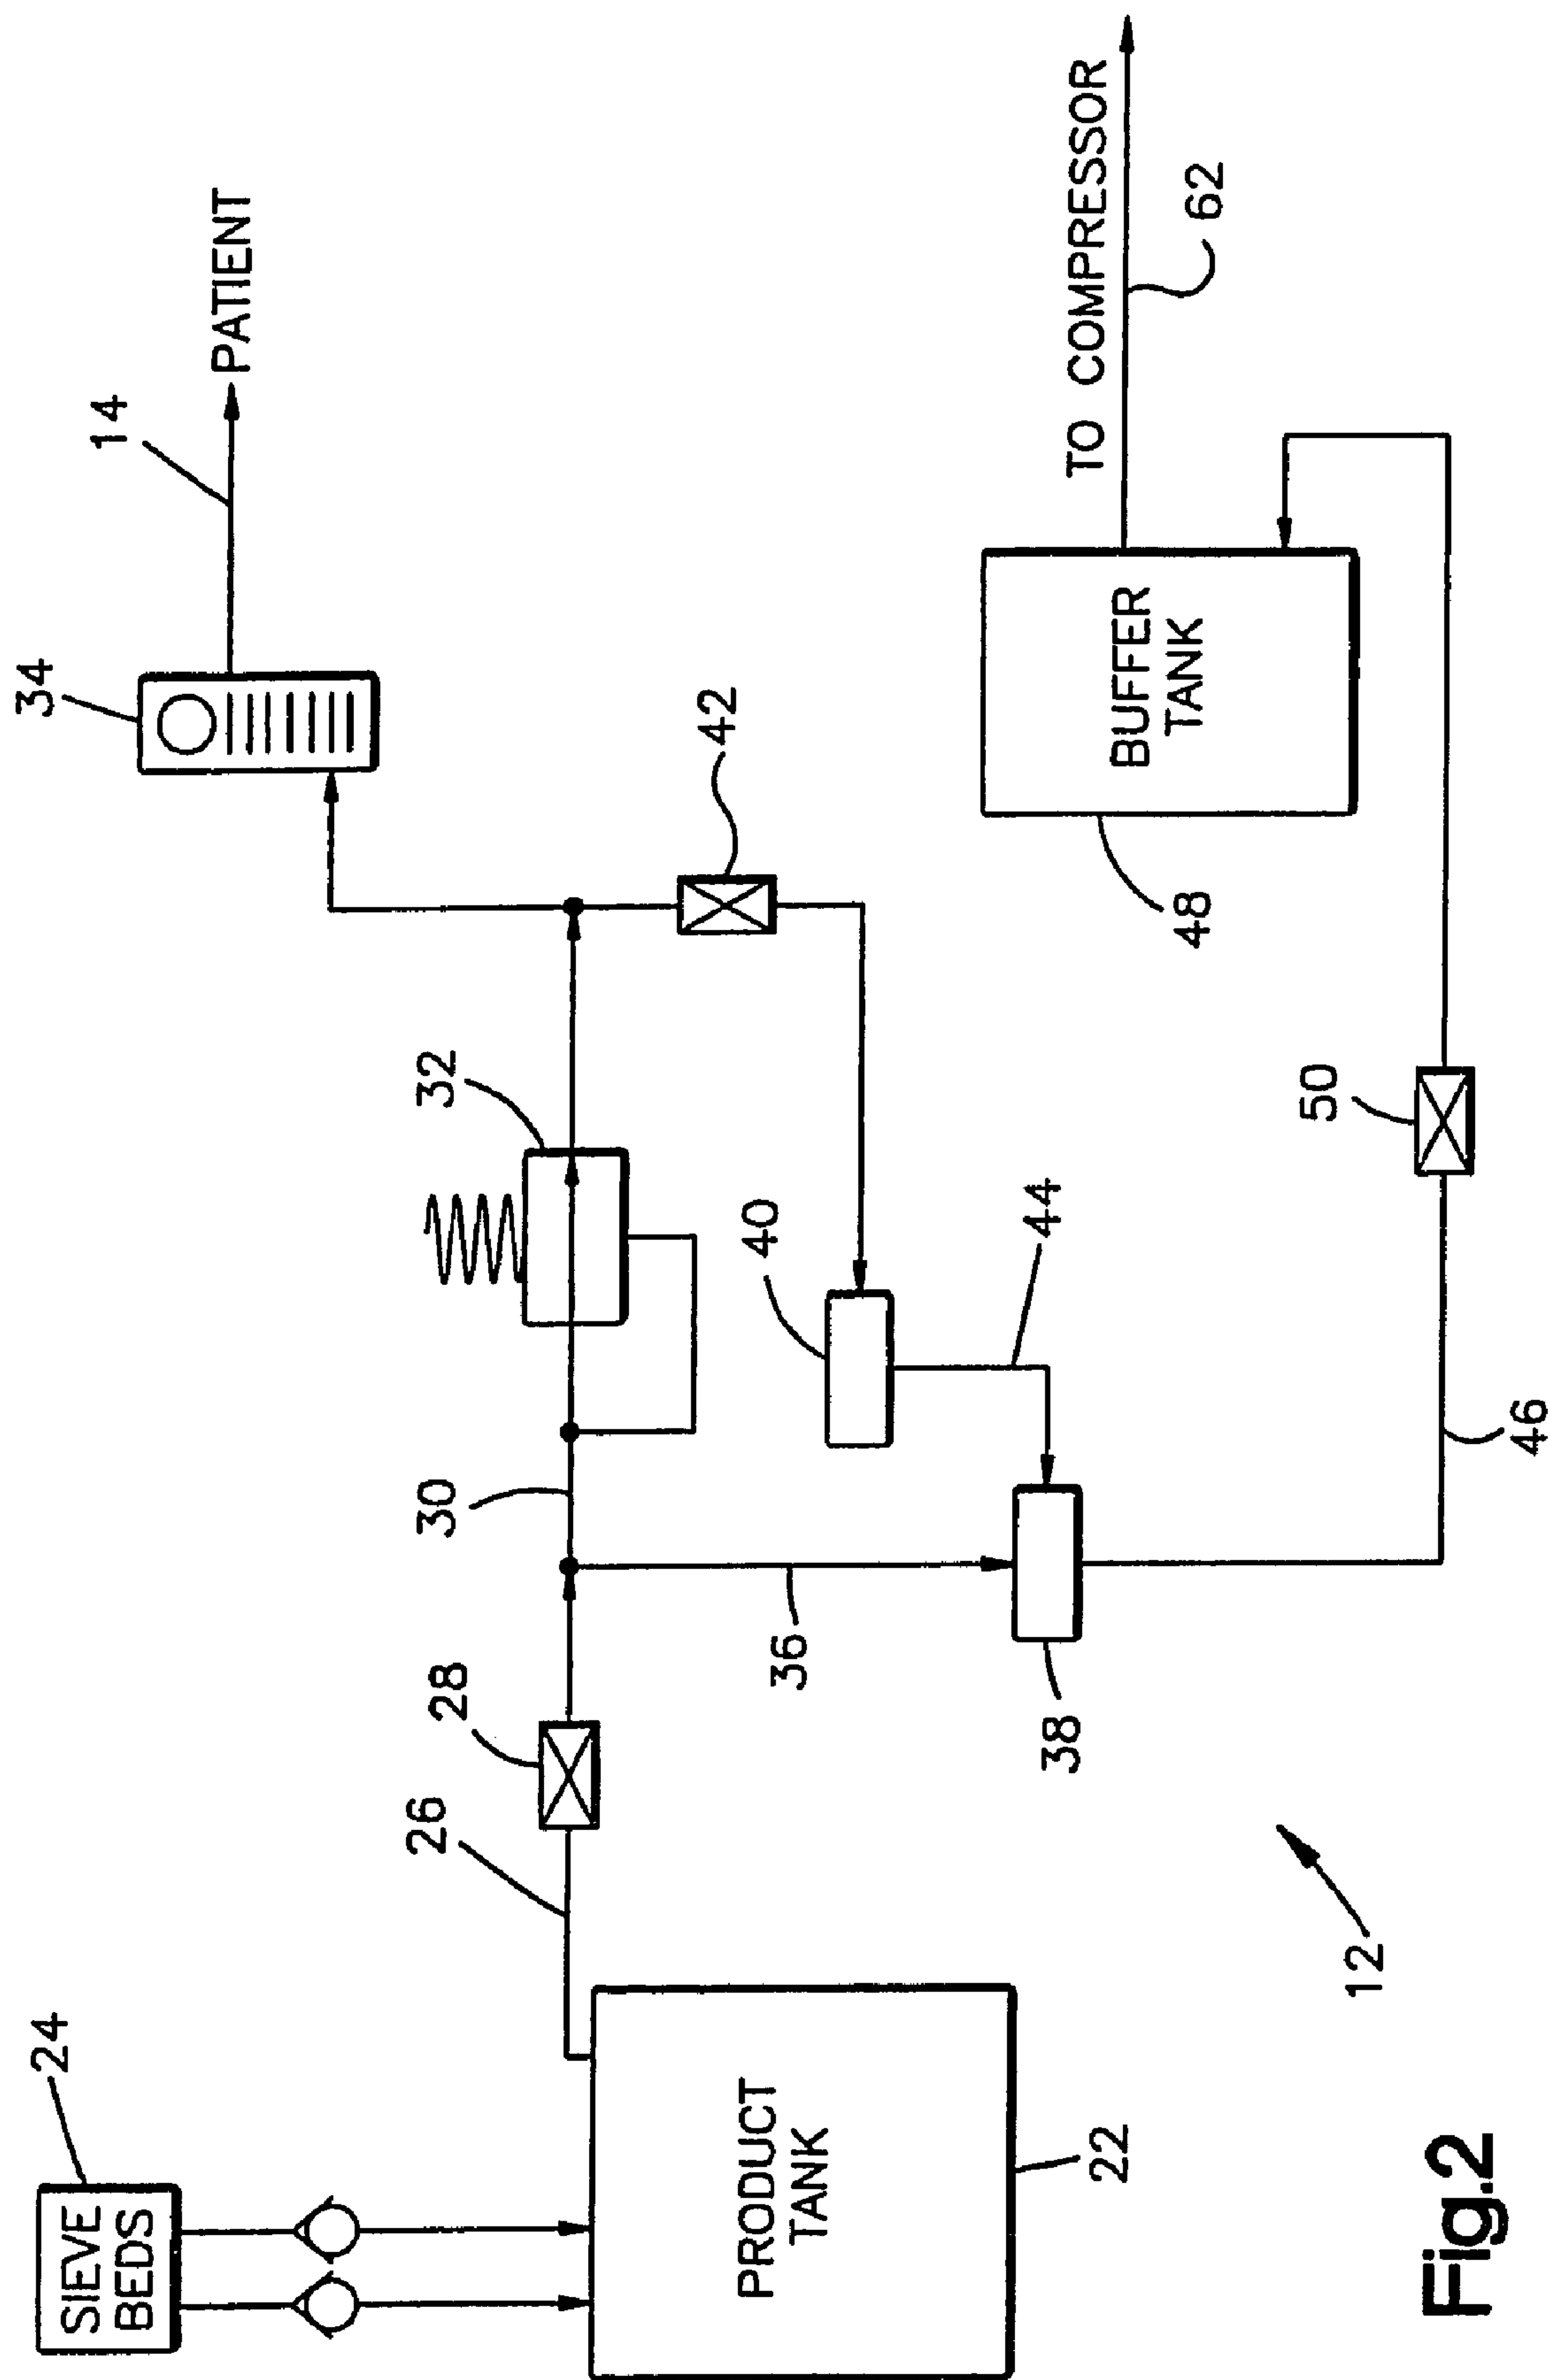 24
SIEVE
BEDS
PRODUCT
TANK
22
26
28
30
32
34
14
PATIENT
36
38
40
42
44
46
50
48
BUFFER
TANK
TO COMPRESSOR
62
12
Fig.2